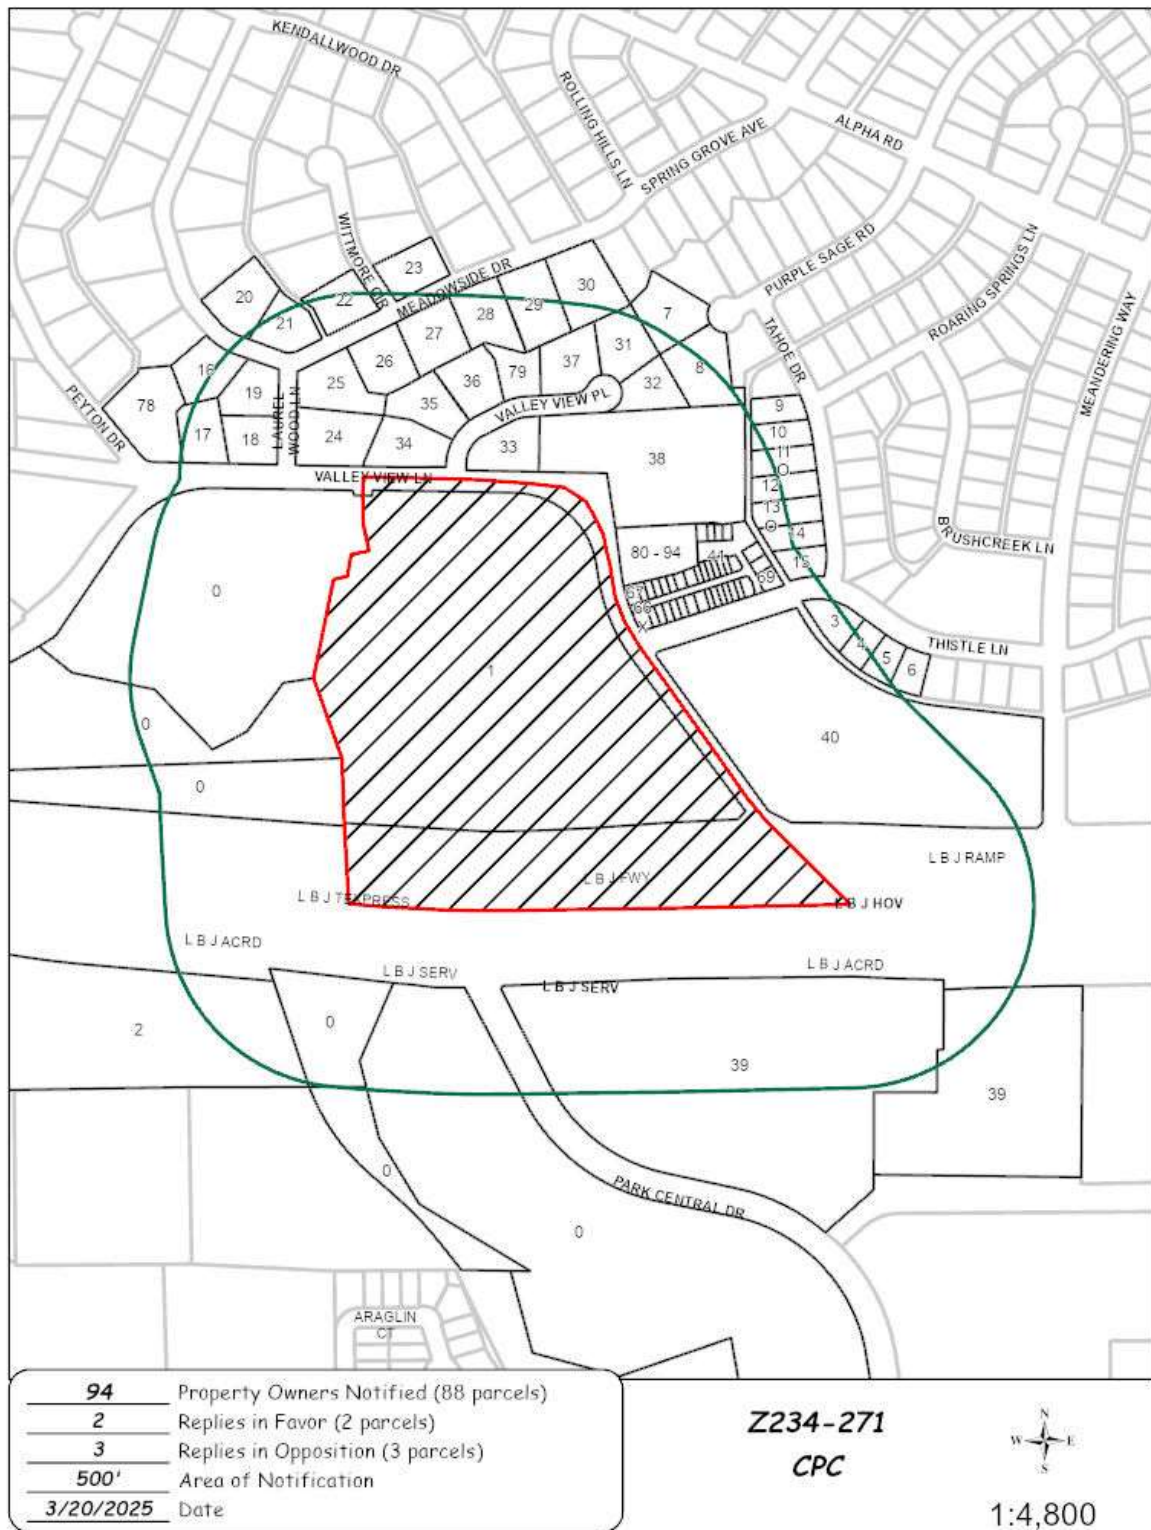 KENDALLWOOD DR
ROLLING HILLS LN
SPRING GROVE AVE
ALPHA RD
WITTMORE CIR
MEADOWSIDE DR
PURPLE SAGE RD
ROARING SPRINGS LN
TAHOE DR
MEANDERING WAY
PEYTON DR
LAUREL
WOOD LN
VALLEY VIEW PL
VALLEY VIEW LN
BRUSHCREEK LN
THISTLE LN
20
21
22
23
30
29
28
27
26
25
7
8
31
37
79
36
35
32
16
19
78
17
18
24
34
33
38
9
10
11
O
12
13
O
14
15
80 - 94
41
69
67
66
X
3
4
5
6
0
1
0
0
40
L B J RAMP
L B J FWY
L B J TEXPRESS
L B J HOV
L B J ACRD
L B J SERV
L B J ACRD
L B J SERV
2
0
39
39
0
PARK CENTRAL DR
0
ARAGLIN
CT
94 Property Owners Notified (88 parcels)
2 Replies in Favor (2 parcels)
3 Replies in Opposition (3 parcels)
500' Area of Notification
3/20/2025 Date
Z234-271
CPC
N
W E
S
1:4,800